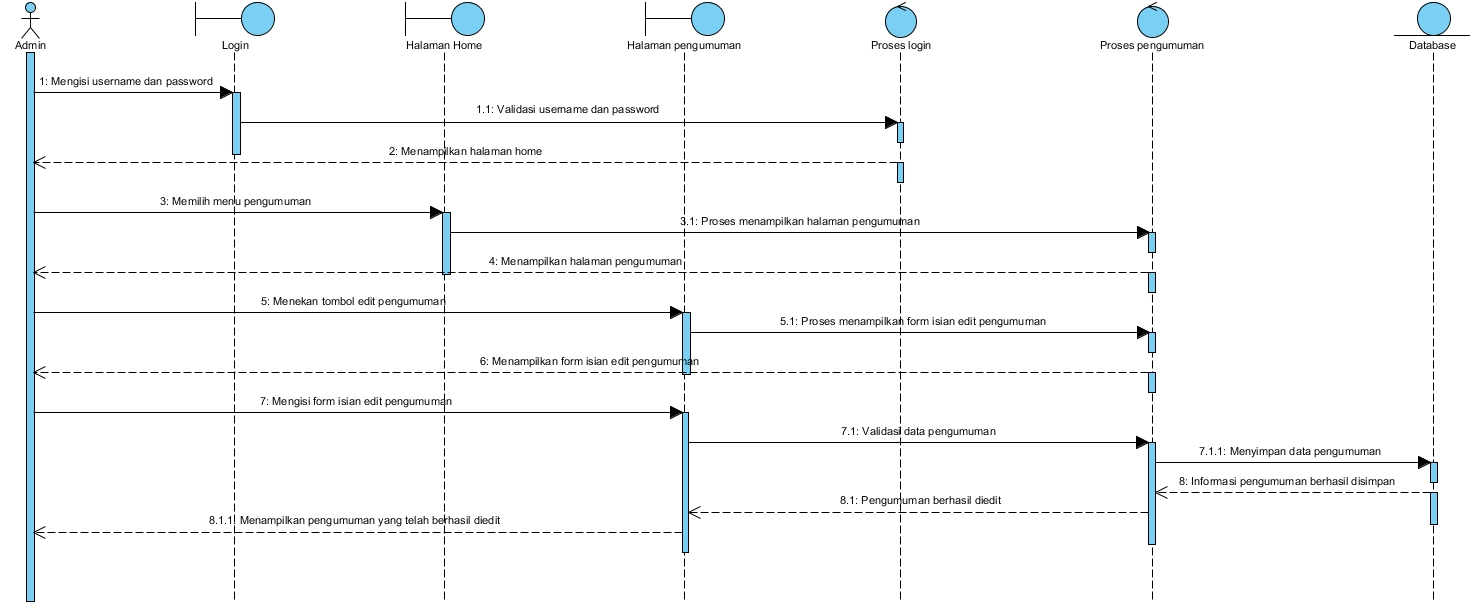 Admin
Login
Halaman Home
Halaman pengumuman
Proses login
Proses pengumuman
Database
1: Mengisi username dan password
1.1: Validasi username dan password
2: Menampilkan halaman home
3: Memilih menu pengumuman
3.1: Proses menampilkan halaman pengumuman
4: Menampilkan halaman pengumuman
5: Menekan tombol edit pengumuman
5.1: Proses menampilkan form isian edit pengumuman
6: Menampilkan form isian edit pengumuman
7: Mengisi form isian edit pengumuman
7.1: Validasi data pengumuman
7.1.1: Menyimpan data pengumuman
8: Informasi pengumuman berhasil disimpan
8.1: Pengumuman berhasil diedit
8.1.1: Menampilkan pengumuman yang telah berhasil diedit